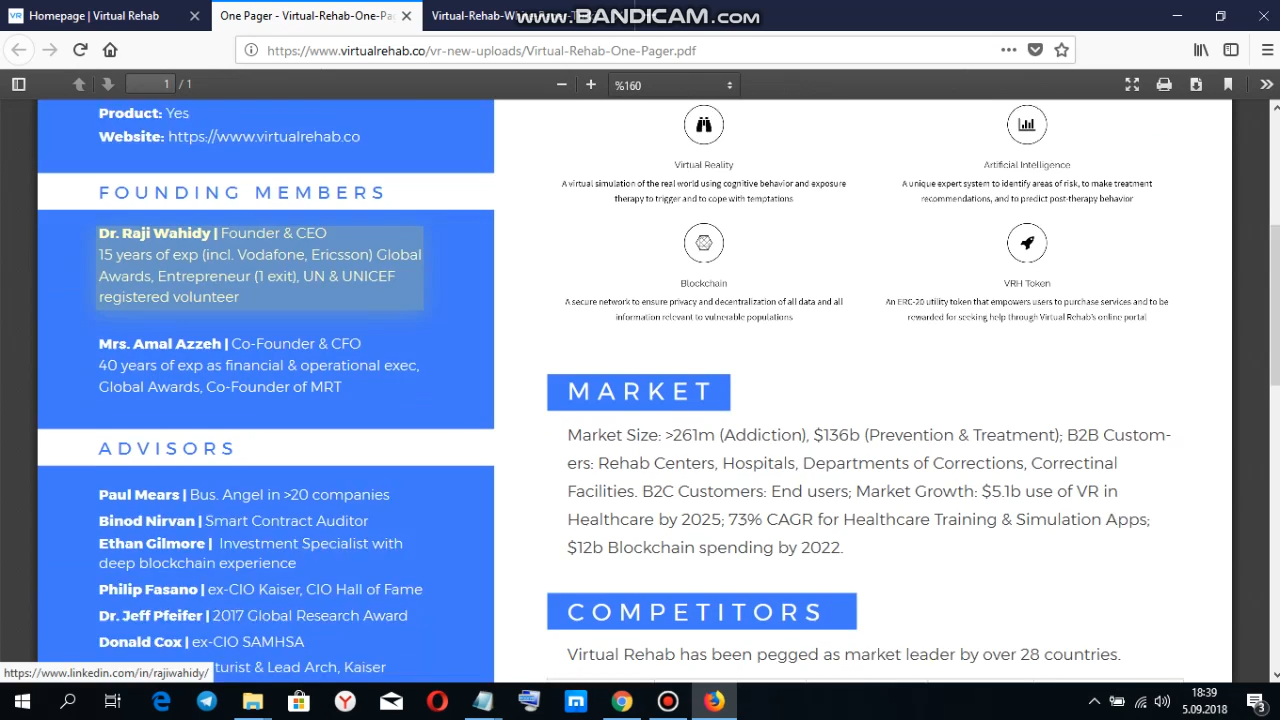 Homepage | Virtual Rehab
One Pager - Virtual-Rehab-One-Pa
Virtual-Rehab-Wh
www.BANDICAM.com
https://www.virtualrehab.co/vr-new-uploads/Virtual-Rehab-One-Pager.pdf
1 / 1
%160
Product: Yes
Website: https://www.virtualrehab.co
FOUNDING MEMBERS
Dr. Raji Wahidy | Founder & CEO
15 years of exp (incl. Vodafone, Ericsson) Global
Awards, Entrepreneur (1 exit), UN & UNICEF
registered volunteer
Mrs. Amal Azzeh | Co-Founder & CFO
40 years of exp as financial & operational exec,
Global Awards, Co-Founder of MRT
ADVISORS
Paul Mears | Bus. Angel in >20 companies
Binod Nirvan | Smart Contract Auditor
Ethan Gilmore | Investment Specialist with
deep blockchain experience
Philip Fasano | ex-CIO Kaiser, CIO Hall of Fame
Dr. Jeff Pfeifer | 2017 Global Research Award
Donald Cox | ex-CIO SAMHSA
turist & Lead Arch, Kaiser
https://www.linkedin.com/in/rajiwahidy/
Virtual Reality
A virtual simulation of the real world using cognitive behavior and exposure
therapy to trigger and to cope with temptations
Artificial Intelligence
A unique expert system to identify areas of risk, to make treatment
recommendations, and to predict post-therapy behavior
Blockchain
A secure network to ensure privacy and decentralization of all data and all
information relevant to vulnerable populations
VRH Token
An ERC-20 utility token that empowers users to purchase services and to be
rewarded for seeking help through Virtual Rehab's online portal
MARKET
Market Size: >261m (Addiction), $136b (Prevention & Treatment); B2B Custom-
ers: Rehab Centers, Hospitals, Departments of Corrections, Correctinal
Facilities. B2C Customers: End users; Market Growth: $5.1b use of VR in
Healthcare by 2025; 73% CAGR for Healthcare Training & Simulation Apps;
$12b Blockchain spending by 2022.
COMPETITORS
Virtual Rehab has been pegged as market leader by over 28 countries.
18:39
5.09.2018
3